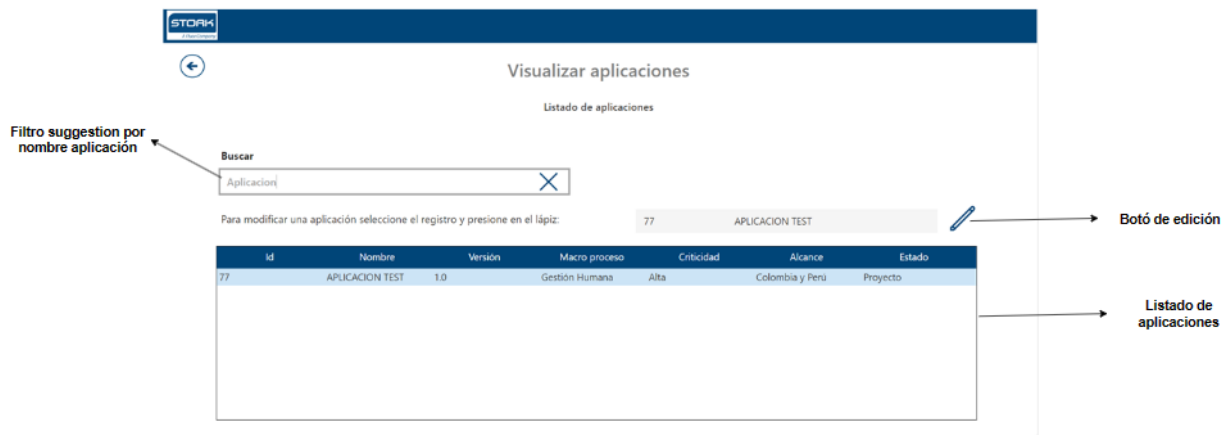 STORK
A Fluor Company
Visualizar aplicaciones
Listado de aplicaciones
Filtro suggestion por
nombre aplicación
Buscar
Aplicacion
Para modificar una aplicación seleccione el registro y presione en el lápiz:
77 APLICACION TEST
Botó de edición
Id Nombre Versión Macro proceso Criticidad Alcance Estado
77 APLICACION TEST 1.0 Gestión Humana Alta Colombia y Perú Proyecto
Listado de
aplicaciones